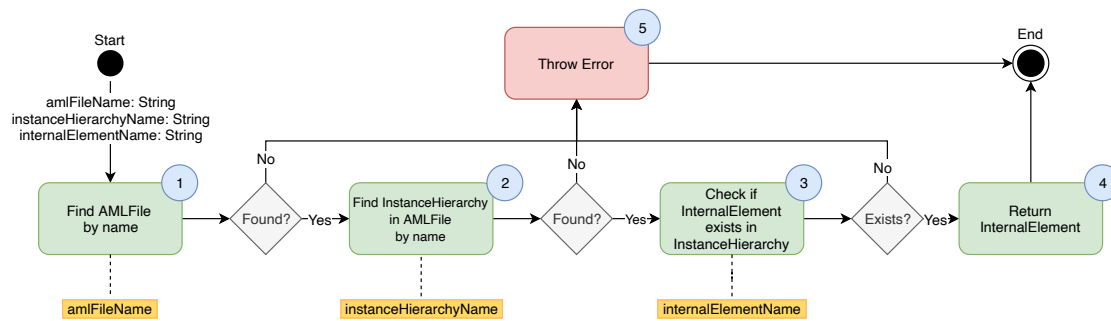 Start
amlFileName: String
instanceHierarchyName: String
internalElementName: String
5
Throw Error
End
No
No
No
1
Find AMLFile
by name
Found?
Yes
2
Find InstanceHierarchy
in AMLFile
by name
Found?
Yes
3
Check if
InternalElement
exists in
InstanceHierarchy
Exists?
Yes
4
Return
InternalElement
amlFileName
instanceHierarchyName
internalElementName